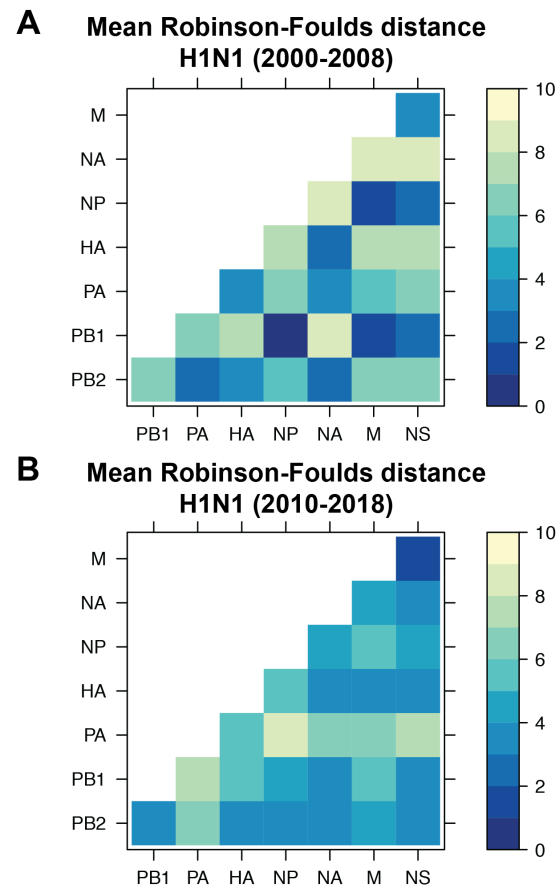 A
Mean Robinson-Foulds distance
H1N1 (2000-2008)
M
NA
NP
HA
PA
PB1
PB2
PB1 PA HA NP NA M NS
10
8
6
4
2
0
B
Mean Robinson-Foulds distance
H1N1 (2010-2018)
M
NA
NP
HA
PA
PB1
PB2
PB1 PA HA NP NA M NS
10
8
6
4
2
0